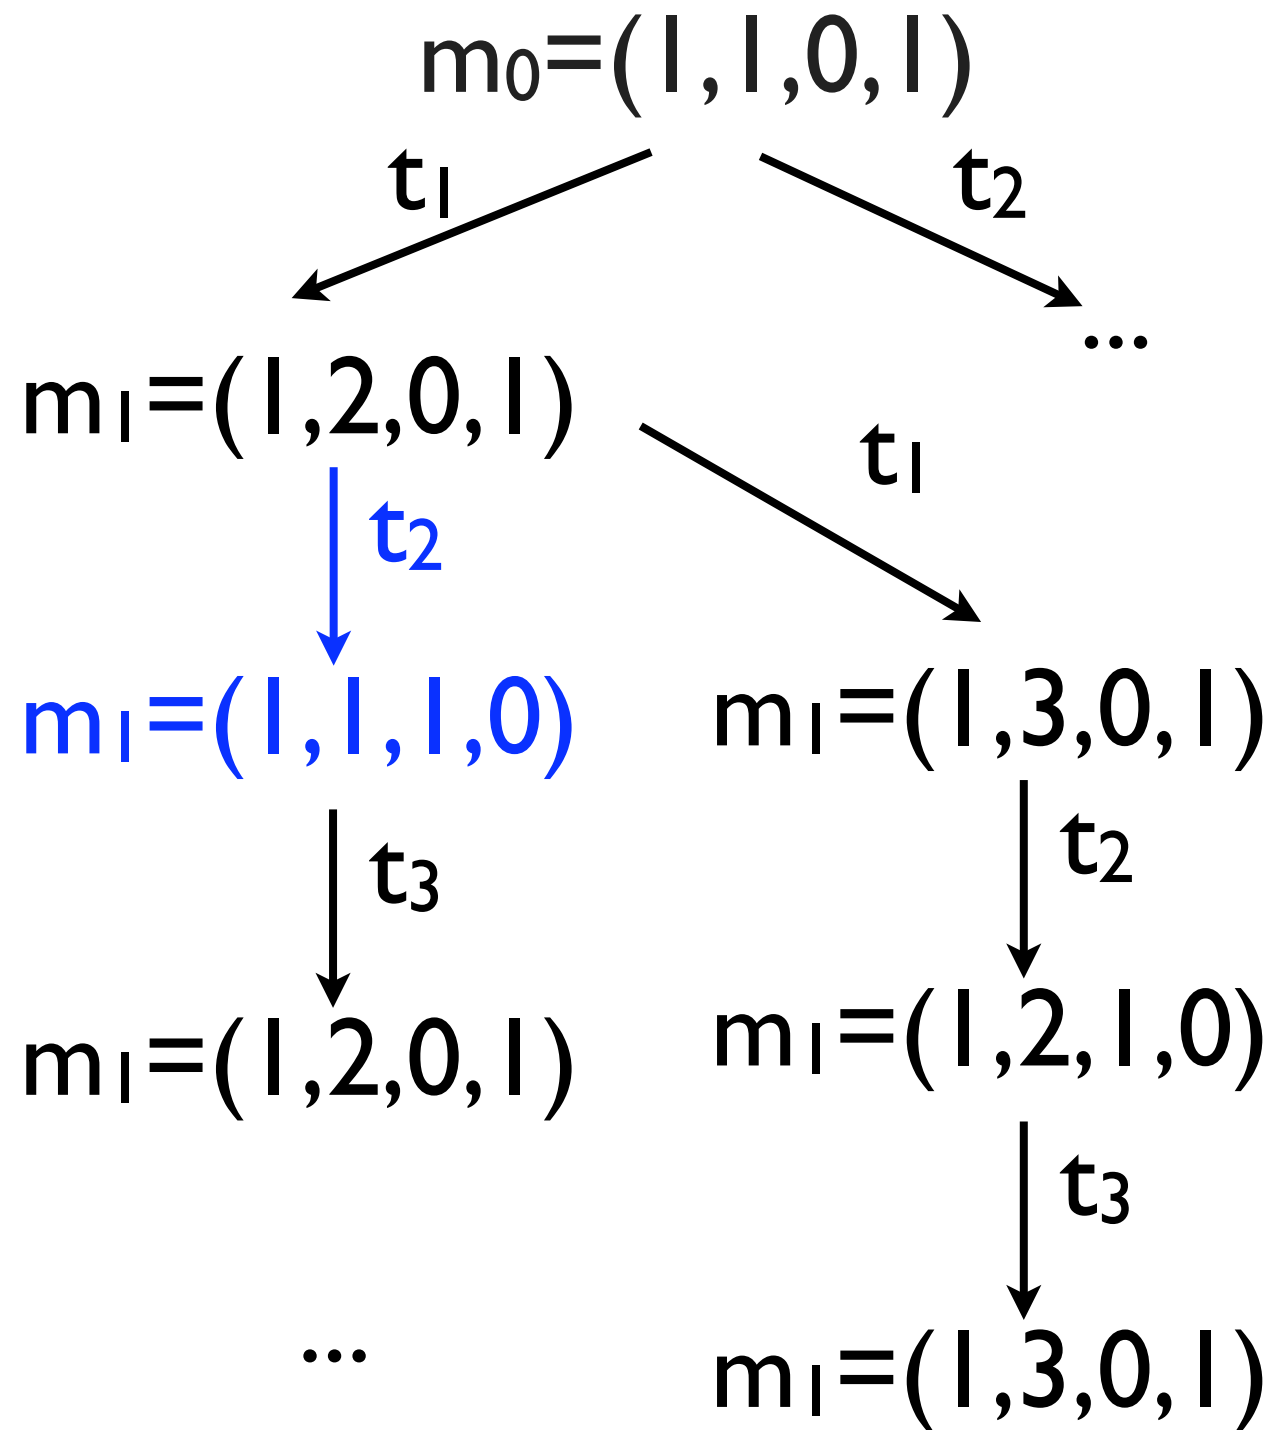 m0=(1,1,0,1)
t1
t2
...
m1=(1,2,0,1)
t1
t2
m1=(1,1,1,0)
m1=(1,3,0,1)
t3
t2
m1=(1,2,0,1)
m1=(1,2,1,0)
t3
...
m1=(1,3,0,1)